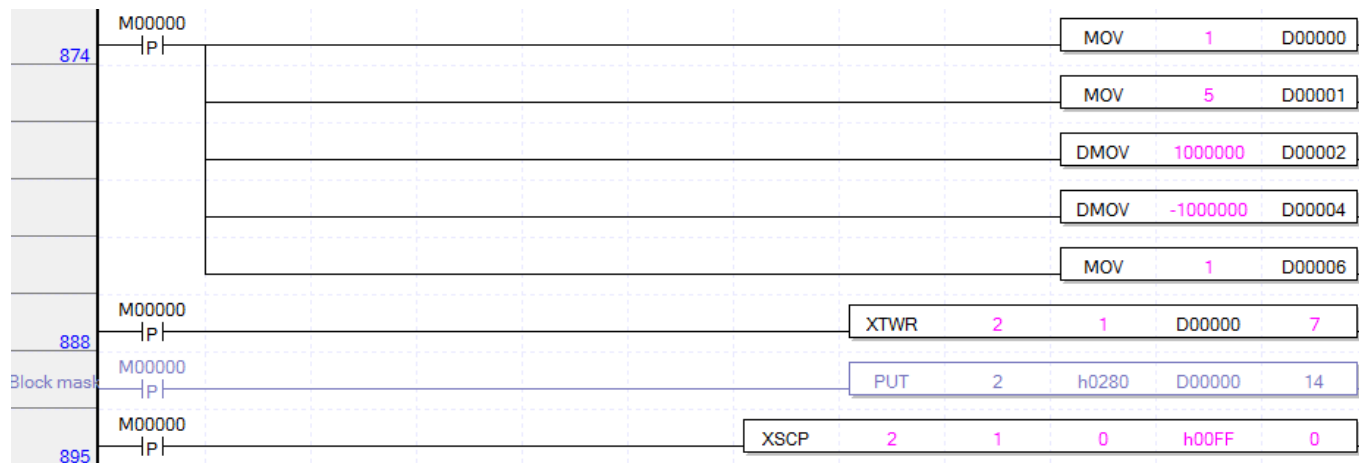 M00000
P MOV 1 D00000
874
MOV 5 D00001
DMOV 1000000 D00002
DMOV -1000000 D00004
MOV 1 D00006
M00000
P XTWR 2 1 D00000 7
888
M00000
Block mask P PUT 2 h0280 D00000 14
M00000
P XSCP 2 1 0 h00FF 0
895